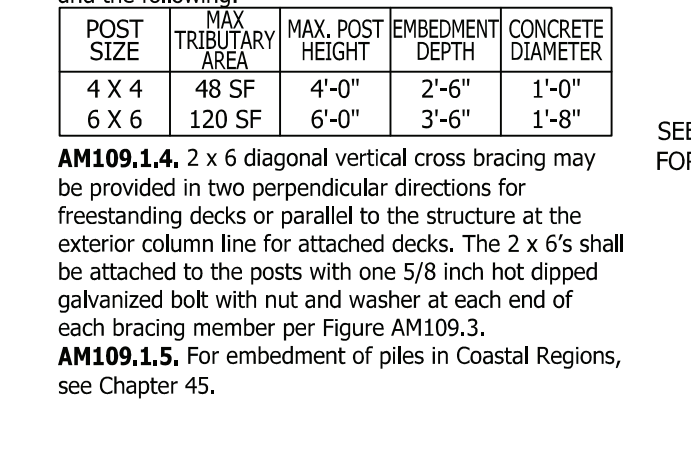 and the following:
POST SIZE MAX TRIBUTARY AREA MAX. POST HEIGHT EMBEDMENT DEPTH CONCRETE DIAMETER
4 X 4 48 SF 4'-0" 2'-6" 1'-0"
6 X 6 120 SF 6'-0" 3'-6" 1'-8"
AM109.1.4. 2 x 6 diagonal vertical cross bracing may
be provided in two perpendicular directions for
freestanding decks or parallel to the structure at the
exterior column line for attached decks. The 2 x 6's shall
be attached to the posts with one 5/8 inch hot dipped
galvanized bolt with nut and washer at each end of
each bracing member per Figure AM109.3.
AM109.1.5. For embedment of piles in Coastal Regions,
see Chapter 45.